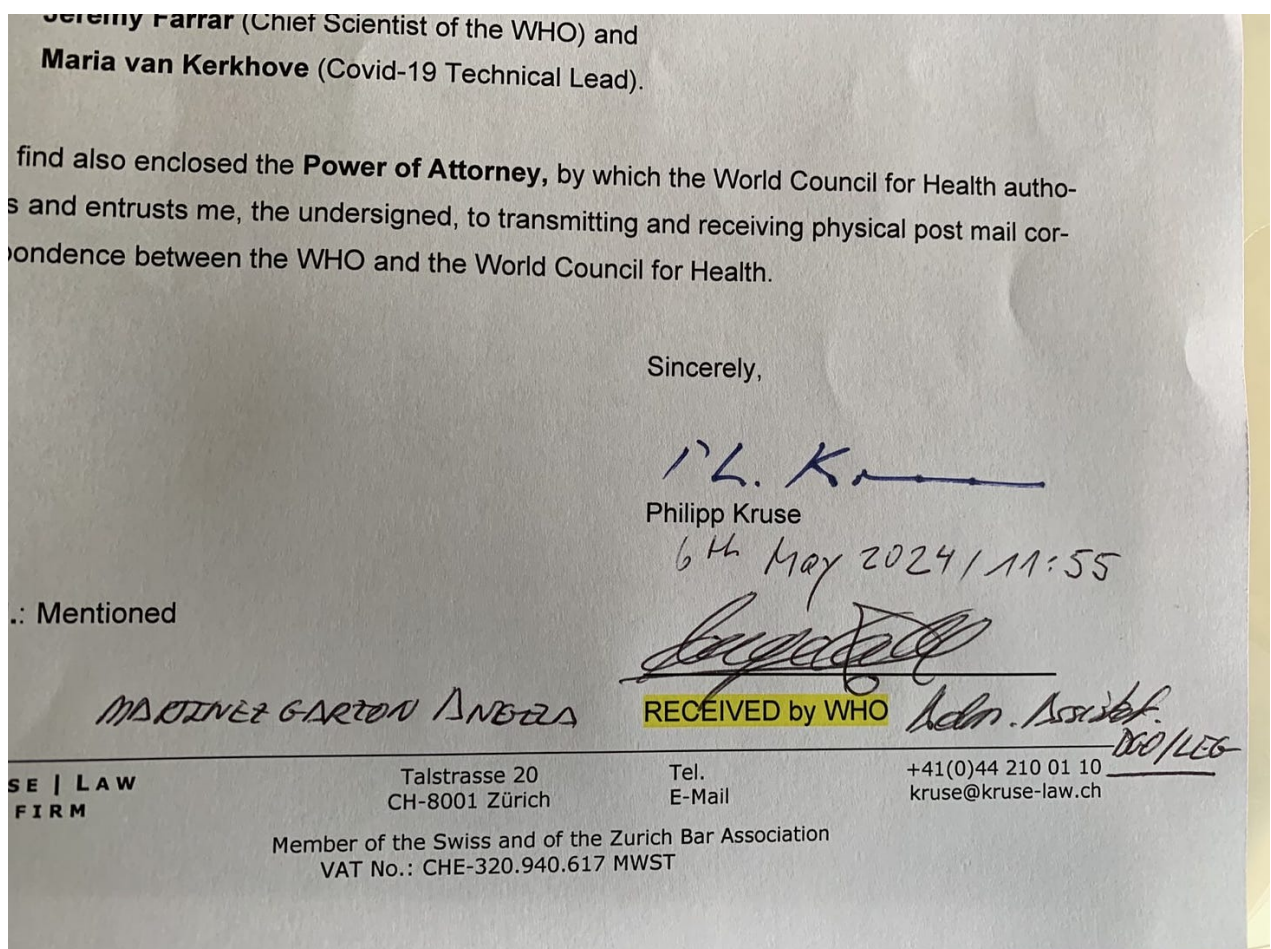 Jeremy Farrar (Chief Scientist of the WHO) and
Maria van Kerkhove (Covid-19 Technical Lead).
find also enclosed the Power of Attorney, by which the World Council for Health autho-
s and entrusts me, the undersigned, to transmitting and receiving physical post mail cor-
pondence between the WHO and the World Council for Health.
Sincerely,
Ph. K
Philipp Kruse
6th May 2024 / 11:55
.: Mentioned
MARTINEZ GARZON ANGELA
RECEIVED by WHO Adm. Assist.
DGO/LEG
SE | LAW
FIRM
Talstrasse 20
CH-8001 Zürich
Tel.
E-Mail
+41(0)44 210 01 10
kruse@kruse-law.ch
Member of the Swiss and of the Zurich Bar Association
VAT No.: CHE-320.940.617 MWST